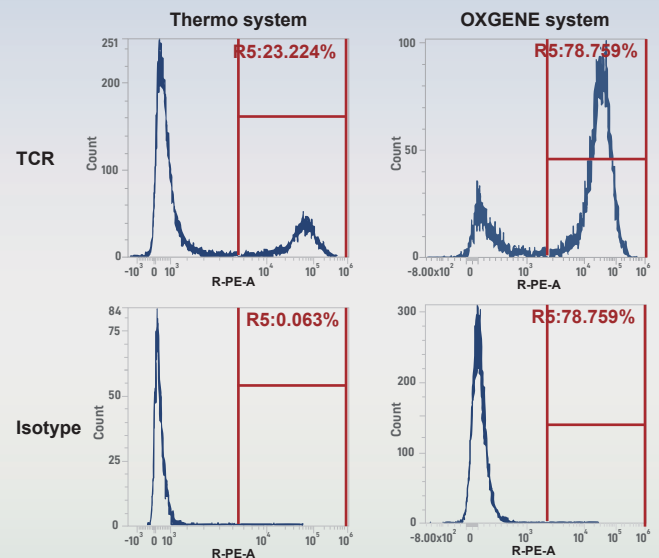 Thermo system
OXGENE system
TCR
251
200
100
0
Count
R5:23.224%
-10³ 0 10³ 10⁴ 10⁵ 10⁶
R-PE-A
100
50
0
Count
R5:78.759%
-8.00x10² 0 10³ 10⁴ 10⁵ 10⁶
R-PE-A
Isotype
84
75
50
25
0
Count
R5:0.063%
-10³ 0 10³ 10⁴ 10⁵ 10⁶
R-PE-A
300
200
100
0
Count
R5:78.759%
-8.00x10² 0 10³ 10⁴ 10⁵ 10⁶
R-PE-A